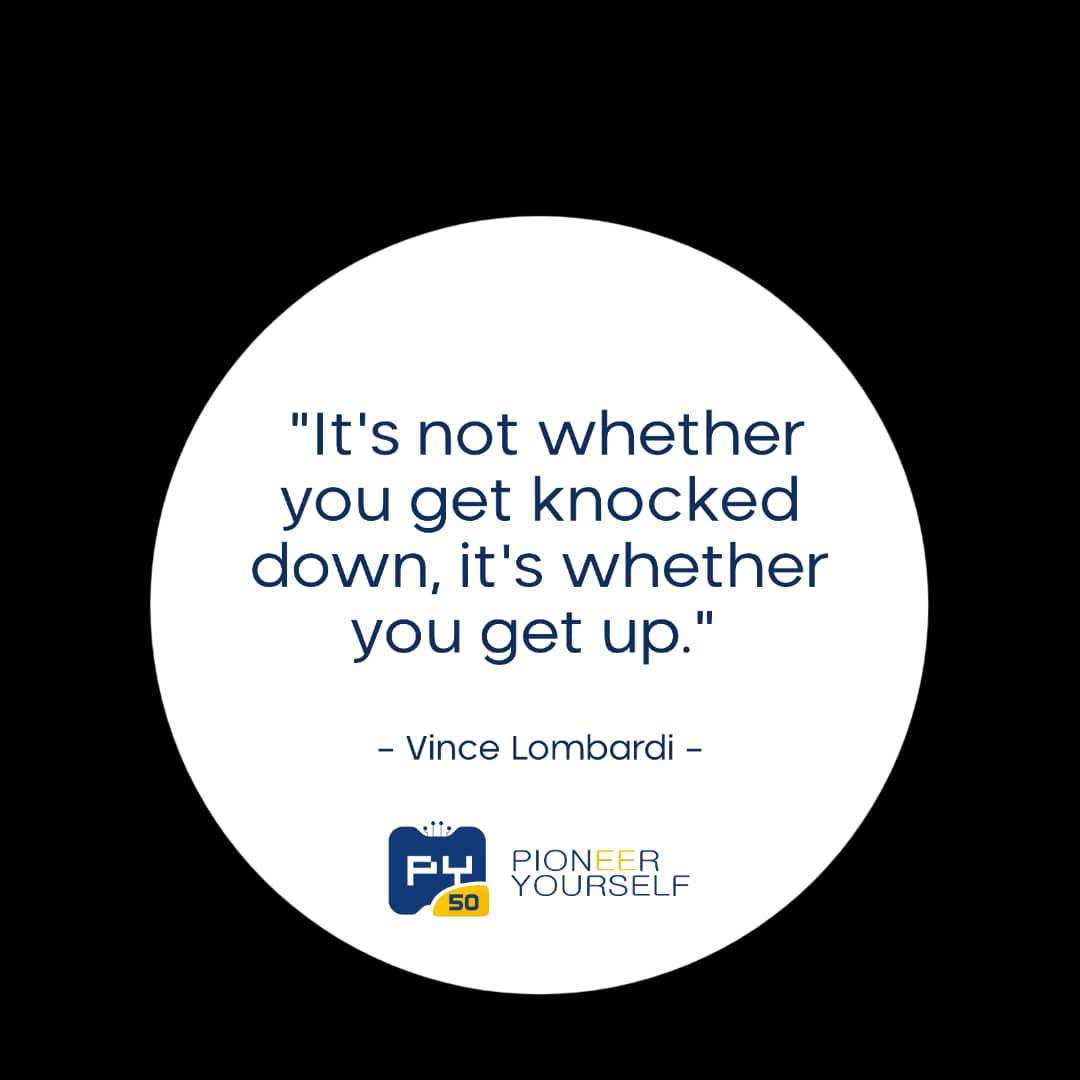 "It's not whether
you get knocked
down, it's whether
you get up."
– Vince Lombardi –
PY
50
PIONEER
YOURSELF